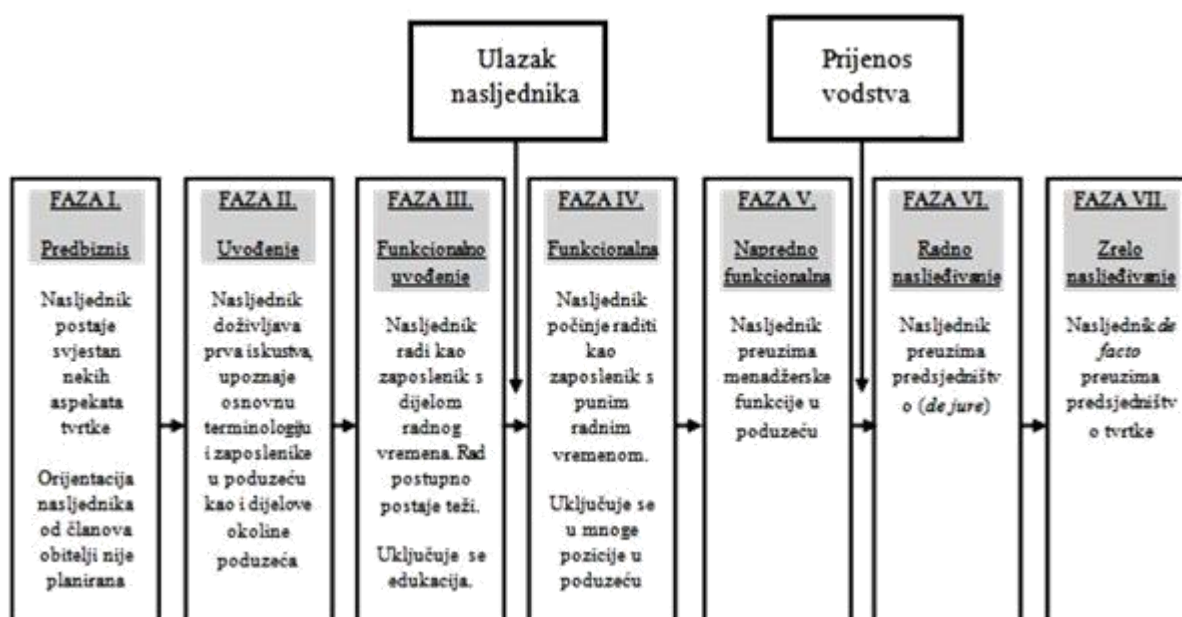 Ulazak
nasljednika
Prijenos
vodstva
FAZA I.
Predbiznis
Nasljednik
postaje
svjestan
nekih
aspekata
tvrtke
Orijentacija
nasljednika
od članova
obitelji nije
planirana
FAZA II.
Uvođenje
Nasljednik
doživljava
prva iskustva,
upoznaje
osnovnu
terminologiju
i zaposlenike
u poduzeću
kao i dijelove
okoline
poduzeća
FAZA III.
Funkcionalno
uvođenje
Nasljednik
radi kao
zaposlenik s
dijelom
radnog
vremena. Rad
postupno
postaje teži.
Uključuje se
edukacija.
FAZA IV.
Funkcionalna
Nasljednik
počinje raditi
kao
zaposlenik s
punim
radnim
vremenom.
Uključuje se
u mnoge
pozicije u
poduzeću
FAZA V.
Napredno
funkcionalna
Nasljednik
preuzima
menadžerske
funkcije u
poduzeću
FAZA VI.
Radno
nasljeđivanje
Nasljednik
preuzima
predsjedništv
o (de jure)
FAZA VII.
Zrelo
nasljeđivanje
Nasljednik de
facto
preuzima
predsjedništv
o tvrtke